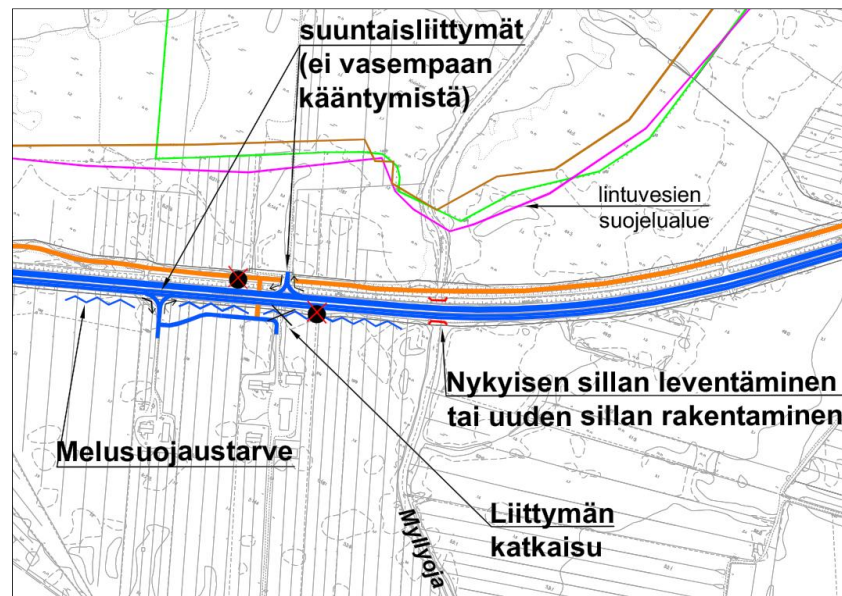 suuntaisliittymät
(ei vasempaan
kääntymistä)
lintuvesien
suojelualue
Nykyisen sillan leventäminen
tai uuden sillan rakentaminen
Melusuojaustarve
Liittymän
katkaisu
Myllyoja